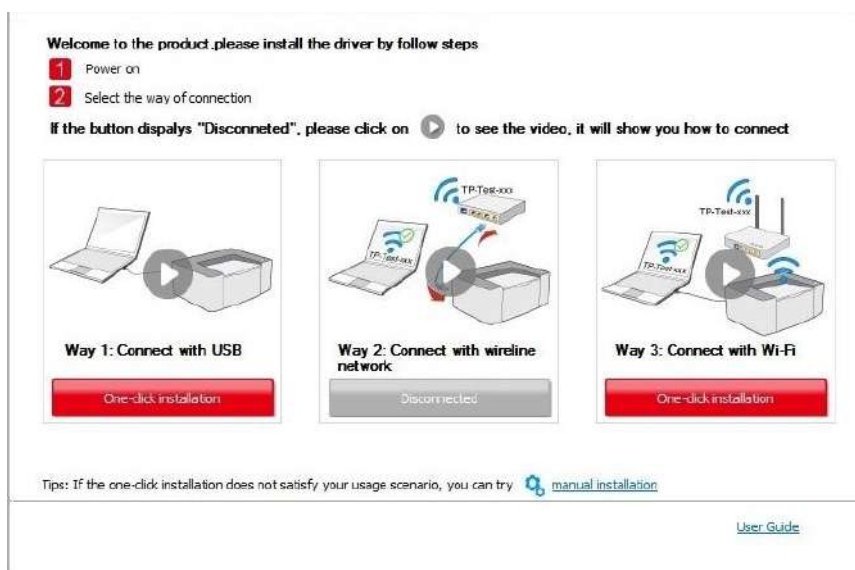 Welcome to the product.please install the driver by follow steps
1 Power on
2 Select the way of connection
If the button dispalys "Disconneted", please click on to see the video, it will show you how to connect
TP-Test-xxx
TP-Test-xxx
TP-Test-xxx
TP-Test-xxx
Way 1: Connect with USB
Way 2: Connect with wireline
network
Way 3: Connect with Wi-Fi
One-click installation
Disconnected
One-click installation
Tips: If the one-click installation does not satisfy your usage scenario, you can try manual installation
User Guide